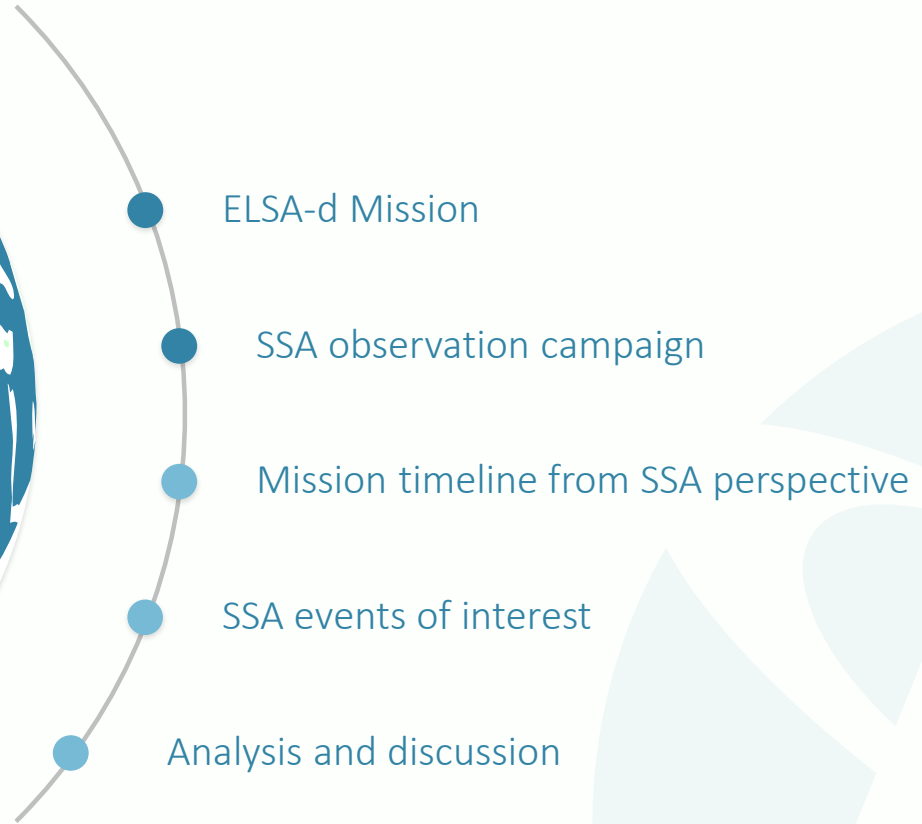 ELSA-d Mission
SSA observation campaign
Mission timeline from SSA perspective
SSA events of interest
Analysis and discussion